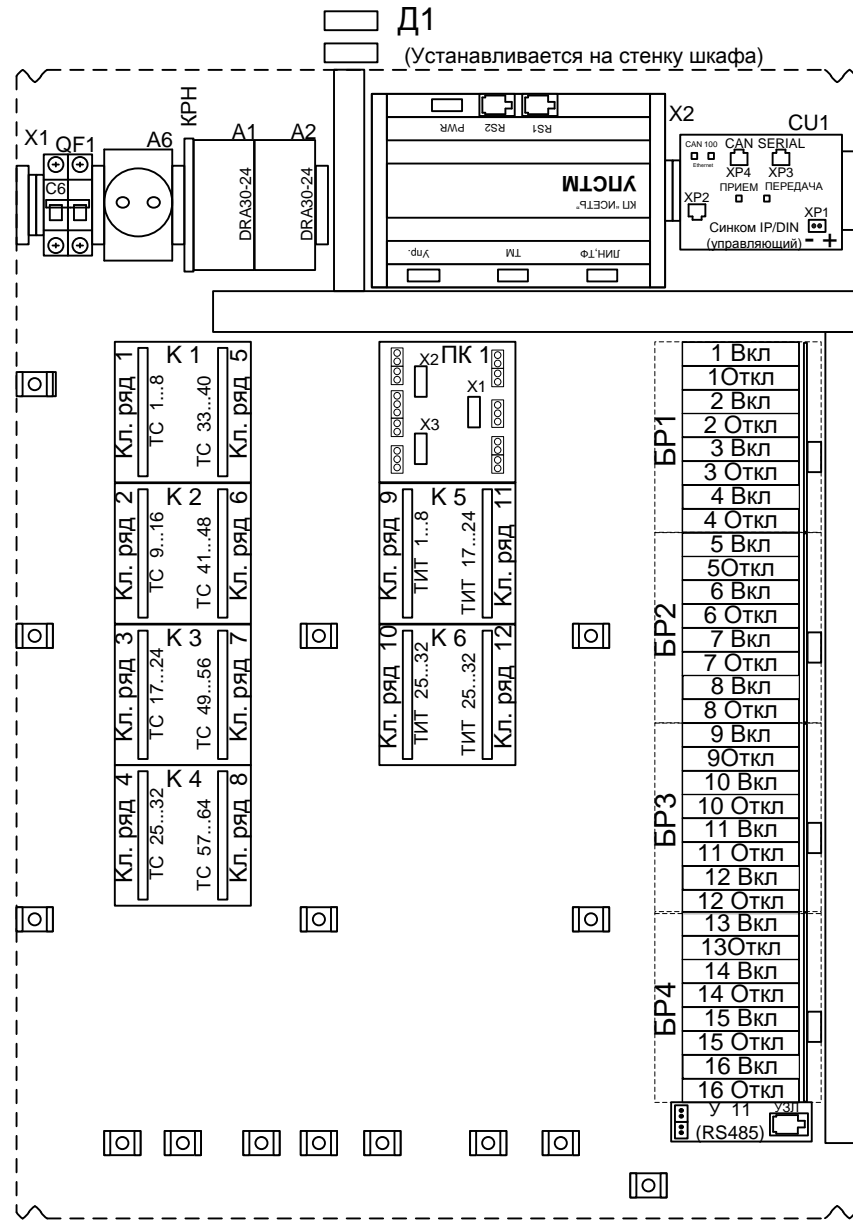 Д1
(Устанавливается на стенку шкафа)
X1
QF1
C6
A6
КРН
A1
A2
DRA30-24
DRA30-24
PWR
RS2
RS1
УПСТМ
КП "ИСЕТЬ"
Упр.
ТМ
ЛИН,ТФ
X2
CU1
CAN 100
CAN SERIAL
Ethernet
XP4
XP3
ПРИЕМ
ПЕРЕДАЧА
XP2
XP1
Синком IP/DIN
(управляющий)
- +
Кл. ряд 1
К 1
ТС 1...8
ТС 33...40
Кл. ряд 5
Кл. ряд 2
К 2
ТС 9...16
ТС 41...48
Кл. ряд 6
Кл. ряд 3
К 3
ТС 17...24
ТС 49...56
Кл. ряд 7
Кл. ряд 4
К 4
ТС 25...32
ТС 57...64
Кл. ряд 8
ПК 1
X2
X1
X3
Кл. ряд 9
К 5
ТИТ 1...8
ТИТ 17...24
Кл. ряд 11
Кл. ряд 10
К 6
ТИТ 25...32
ТИТ 25...32
Кл. ряд 12
БР1
1 Вкл
1Откл
2 Вкл
2 Откл
3 Вкл
3 Откл
4 Вкл
4 Откл
БР2
5 Вкл
5Откл
6 Вкл
6 Откл
7 Вкл
7 Откл
8 Вкл
8 Откл
БР3
9 Вкл
9Откл
10 Вкл
10 Откл
11 Вкл
11 Откл
12 Вкл
12 Откл
БР4
13 Вкл
13Откл
14 Вкл
14 Откл
15 Вкл
15 Откл
16 Вкл
16 Откл
У 11
УЗЛ
(RS485)